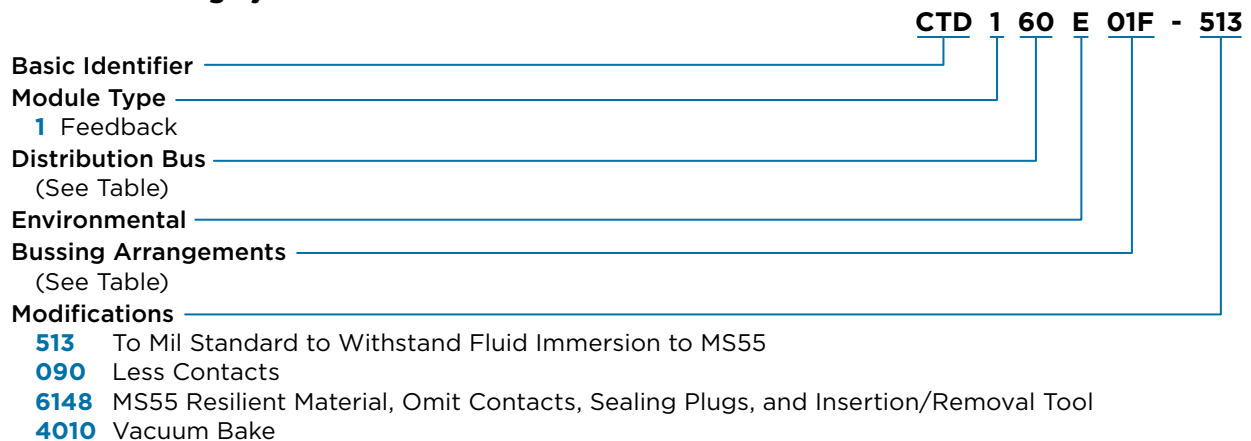 CTD 1 60 E 01F - 513
Basic Identifier
Module Type
1 Feedback
Distribution Bus
(See Table)
Environmental
Bussing Arrangements
(See Table)
Modifications
513 To Mil Standard to Withstand Fluid Immersion to MS55
090 Less Contacts
6148 MS55 Resilient Material, Omit Contacts, Sealing Plugs, and Insertion/Removal Tool
4010 Vacuum Bake